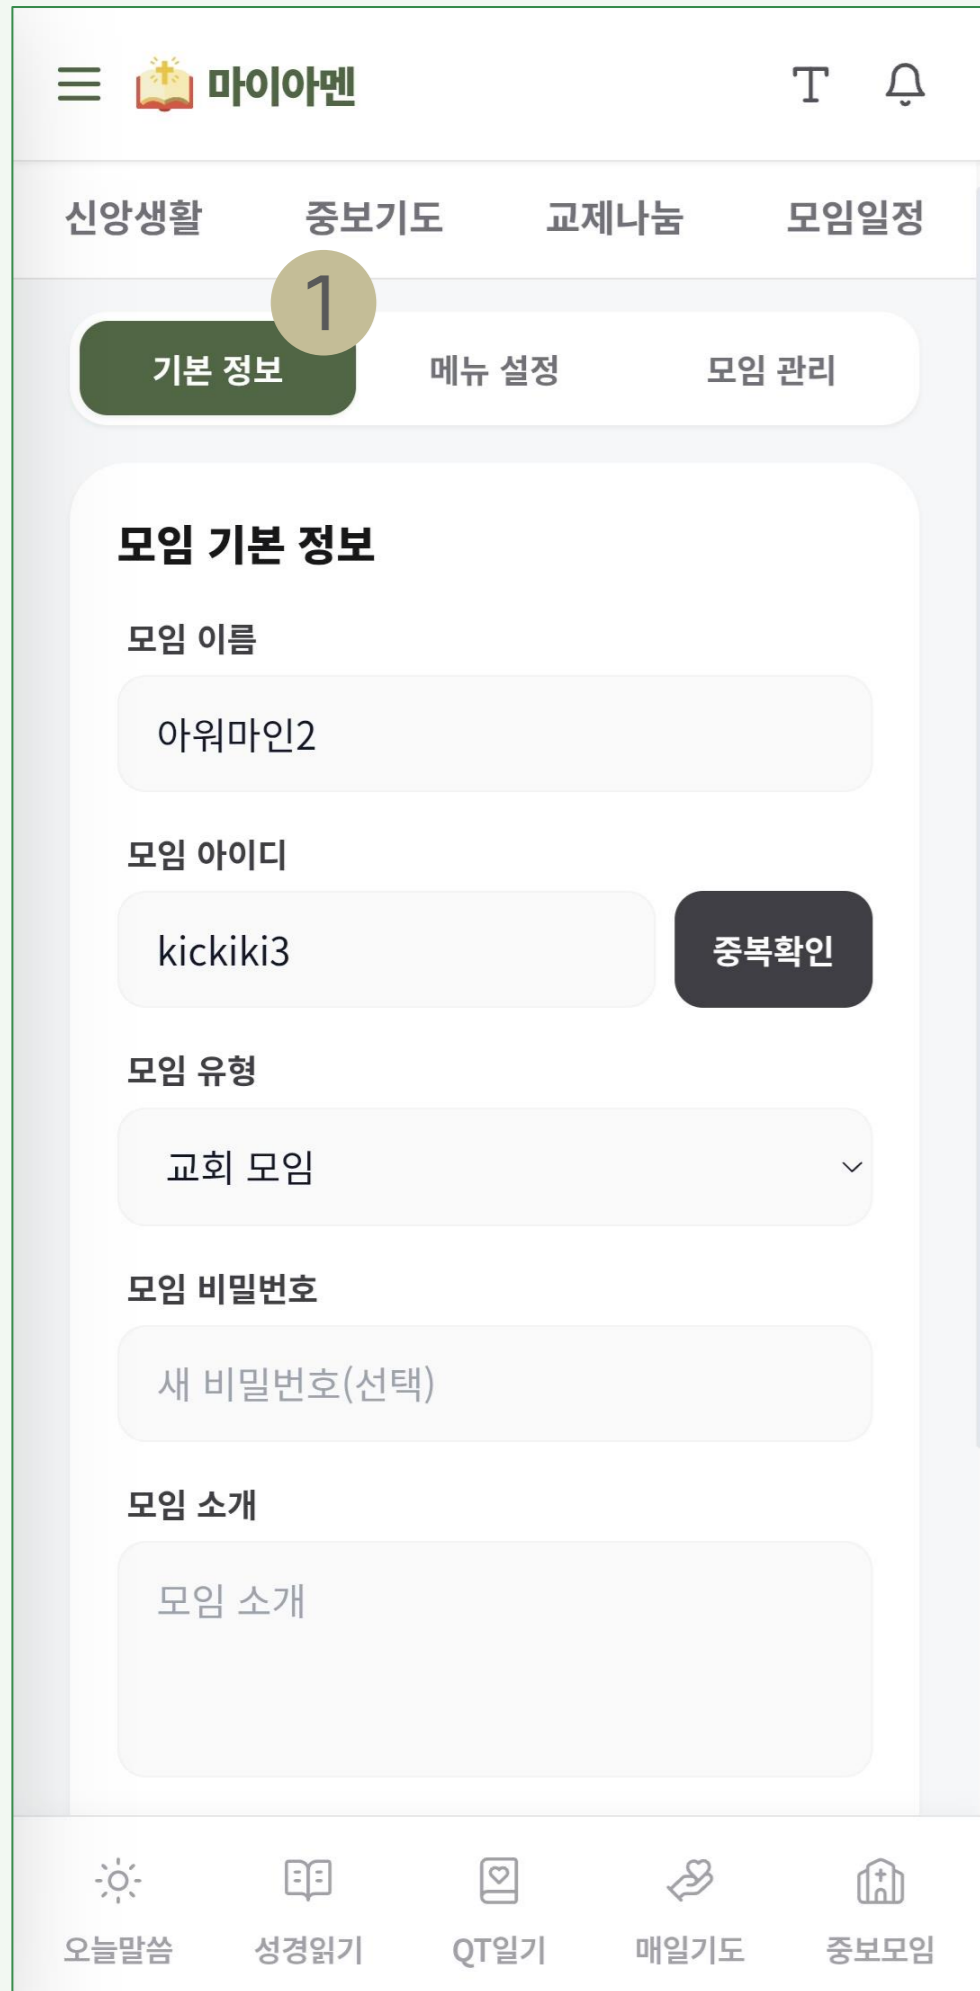 마이아멘 T
신앙생활 중보기도 교제나눔 모임일정
1
기본 정보 메뉴 설정 모임 관리
모임 기본 정보
모임 이름
아워마인2
모임 아이디
kickiki3 중복확인
모임 유형
교회 모임
모임 비밀번호
새 비밀번호(선택)
모임 소개
모임 소개
오늘말씀 성경읽기 QT일기 매일기도 중보모임